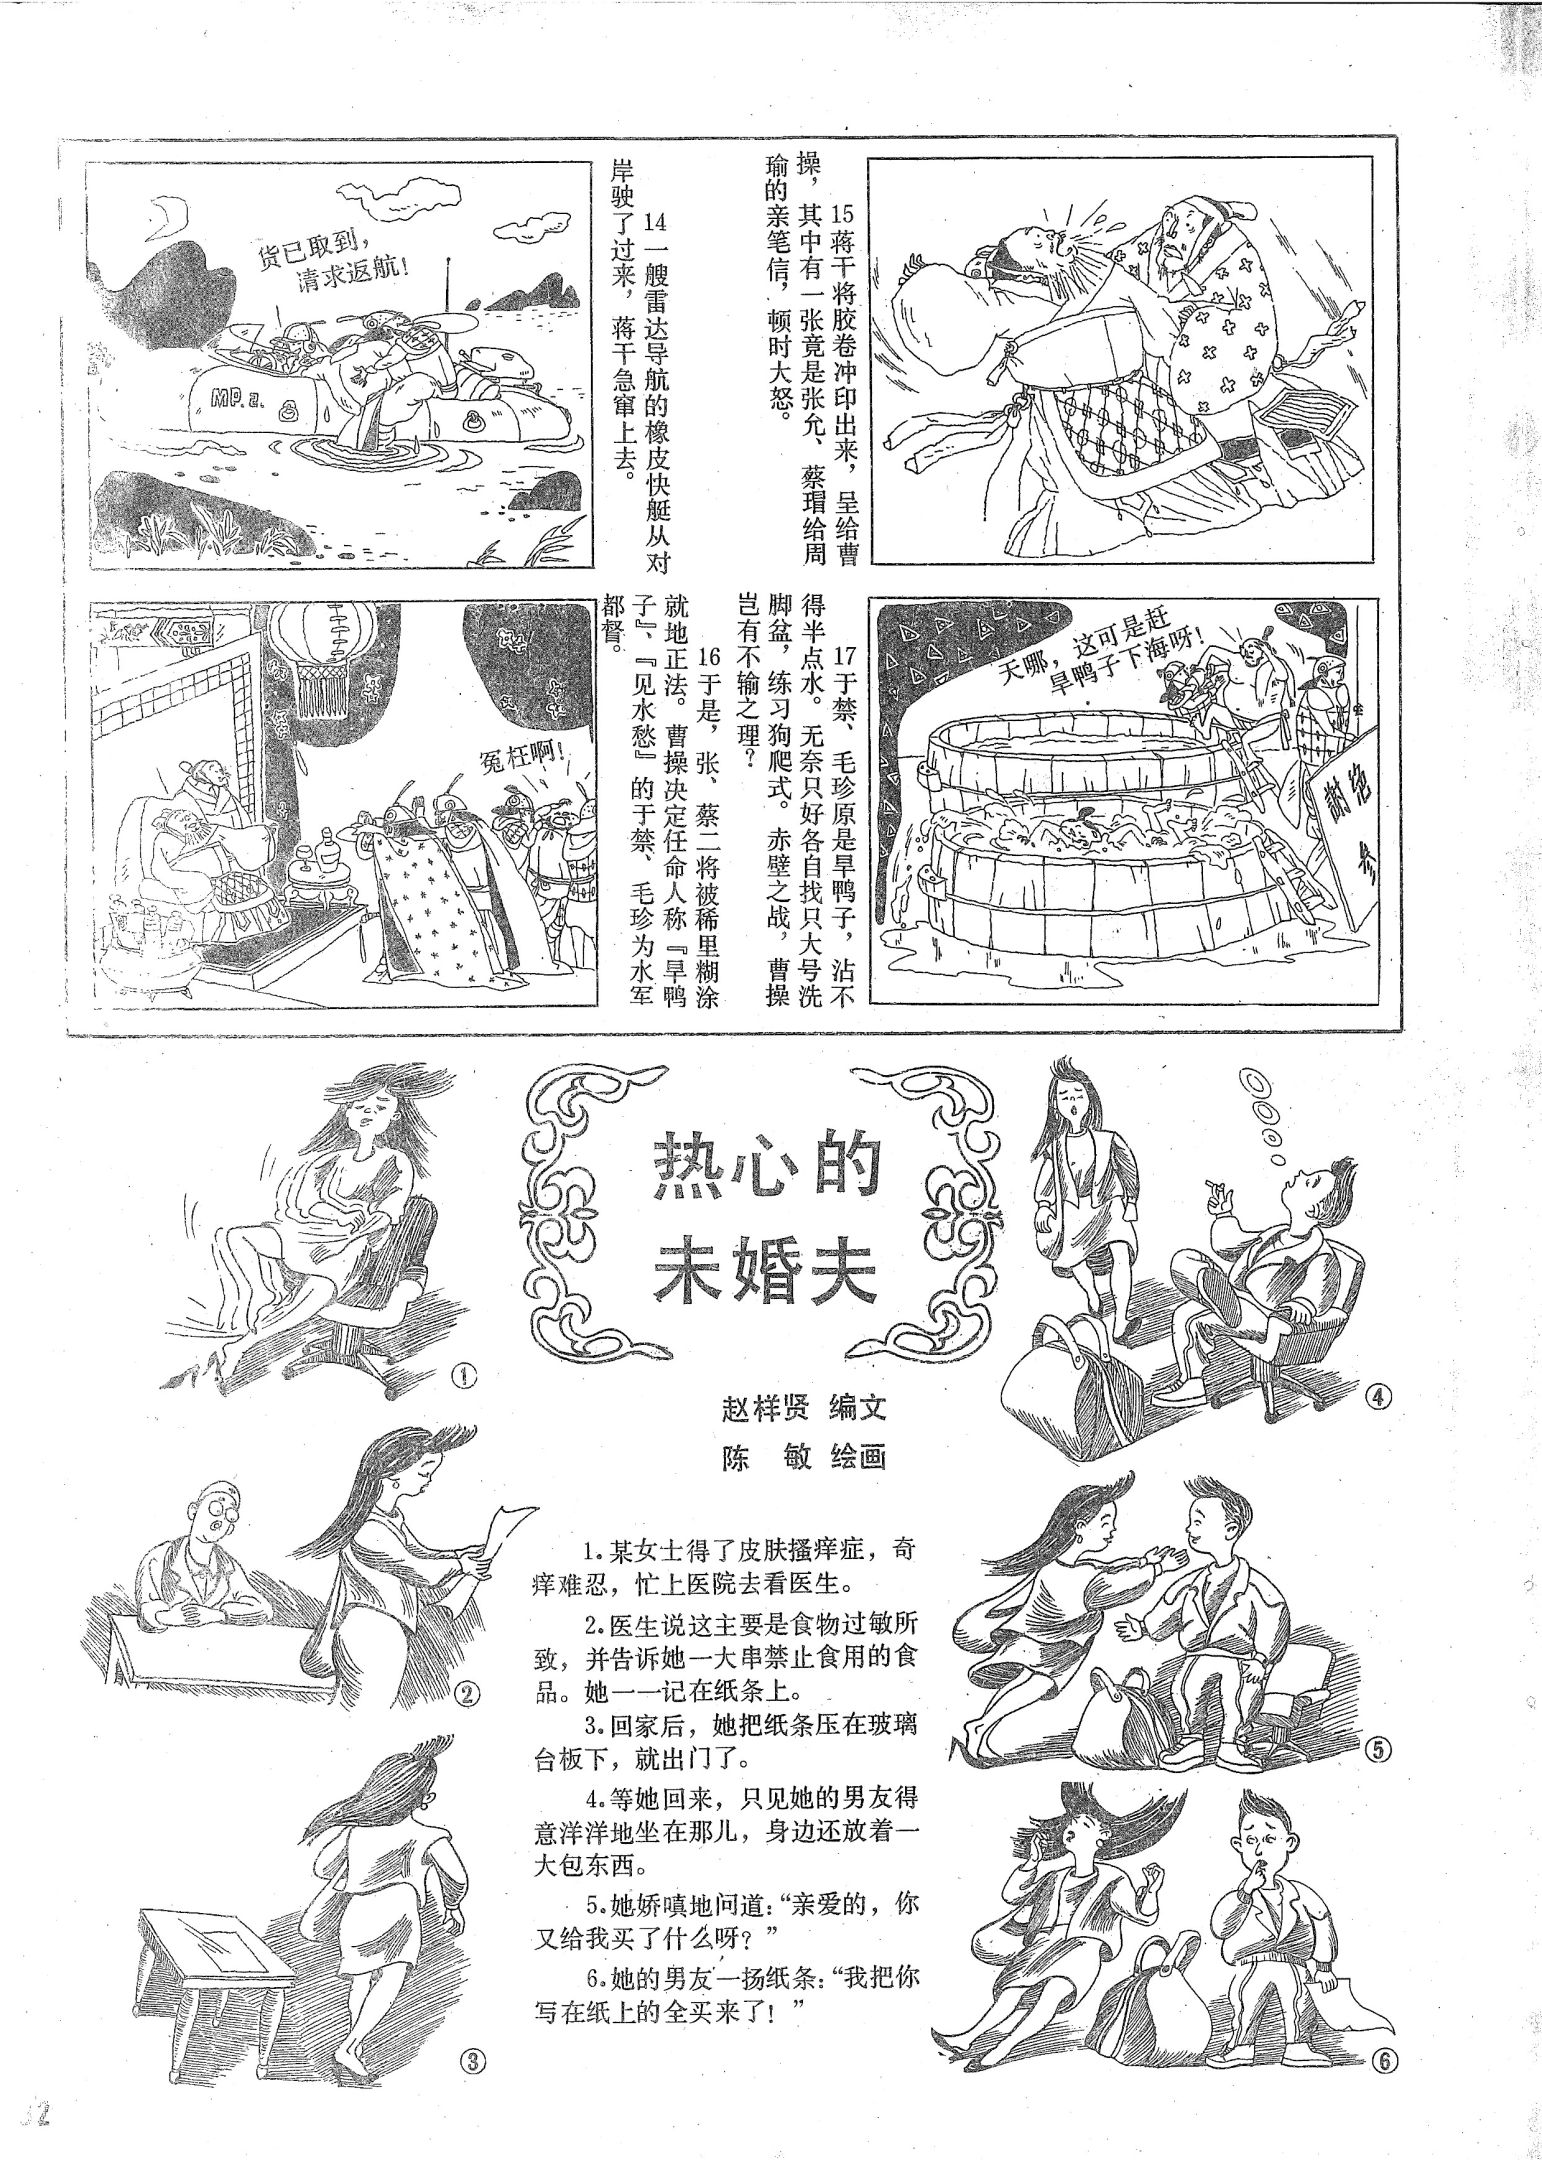 货已取到，
请求返航！
MP.2.
14一艘雷达导航的橡皮快艇从对
岸驶了过来，蒋干急窜上去。
15蒋干将胶卷冲印出来，呈给曹
操，其中有一张竟是张允、蔡瑁给周
瑜的亲笔信，顿时大怒。
冤枉啊！
16于是，张、蔡二将被稀里糊涂
就地正法。曹操决定任命人称『旱鸭
子』、『见水愁』的于禁、毛玠为水军
都督。
17于禁、毛珍原是旱鸭子，沾不
得半点水。无奈只好各自找只大号洗
脚盆，练习狗爬式。赤壁之战，曹操
岂有不输之理？
天哪，这可是赶
旱鸭子下海呀！
谢绝
参
热心的
未婚夫
赵样贤 编文
陈 敏 绘画
1.某女士得了皮肤搔痒症，奇
痒难忍，忙上医院去看医生。
2.医生说这主要是食物过敏所
致，并告诉她一大串禁止食用的食
品。她一一记在纸条上。
3.回家后，她把纸条压在玻璃
台板下，就出门了。
4.等她回来，只见她的男友得
意洋洋地坐在那儿，身边还放着一
大包东西。
5.她娇嗔地问道：“亲爱的，你
又给我买了什么呀？”
6.她的男友一扬纸条：“我把你
写在纸上的全买来了！”
①
②
③
④
⑤
⑥